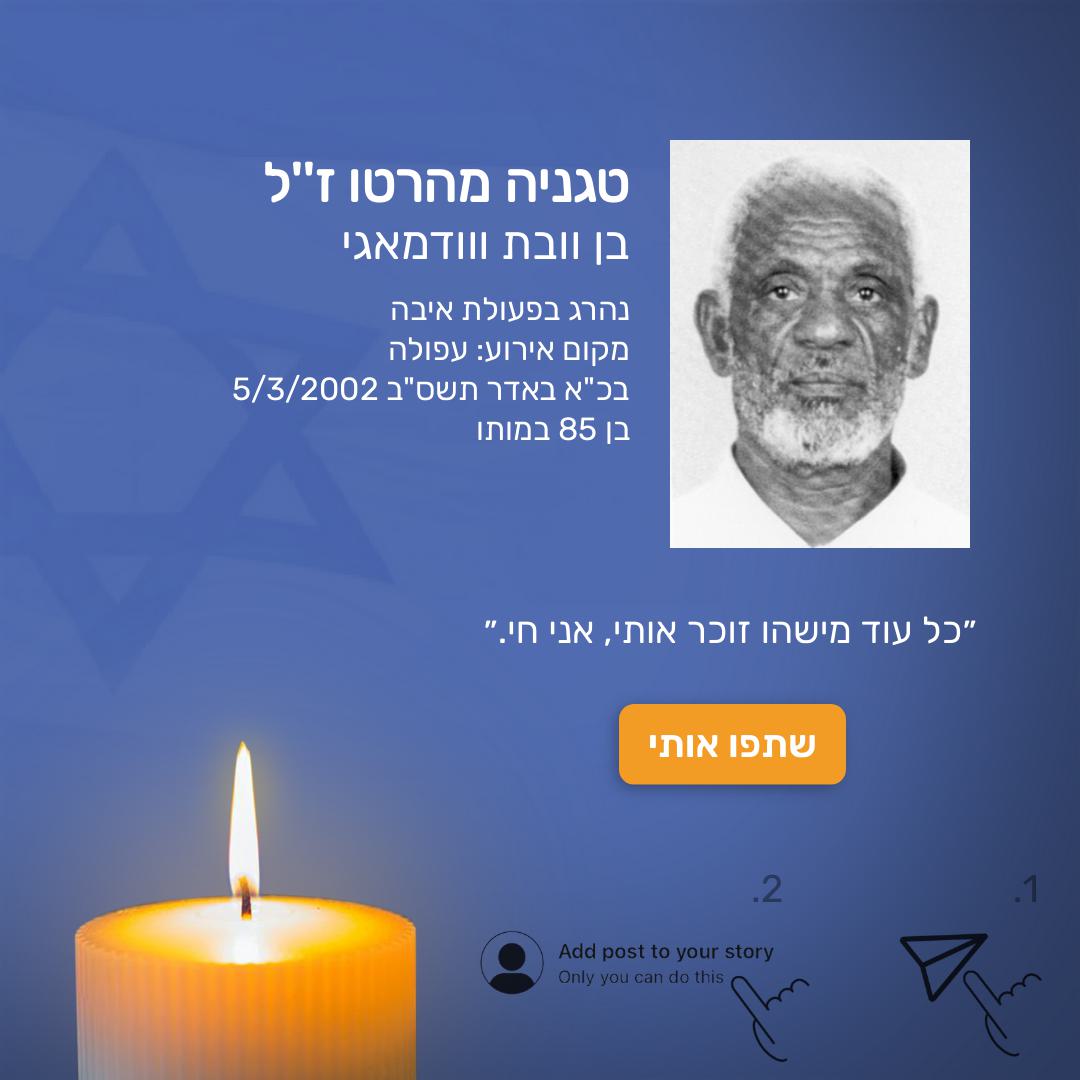 טגניה מהרטו ז"ל
בן וובת ווודמאגי
נהרג בפעולת איבה
מקום אירוע: עפולה
בכ"א באדר תשס"ב 5/3/2002
בן 85 במותו
״כל עוד מישהו זוכר אותי, אני חי.״
שתפו אותי
.1
.2
Add post to your story
Only you can do this